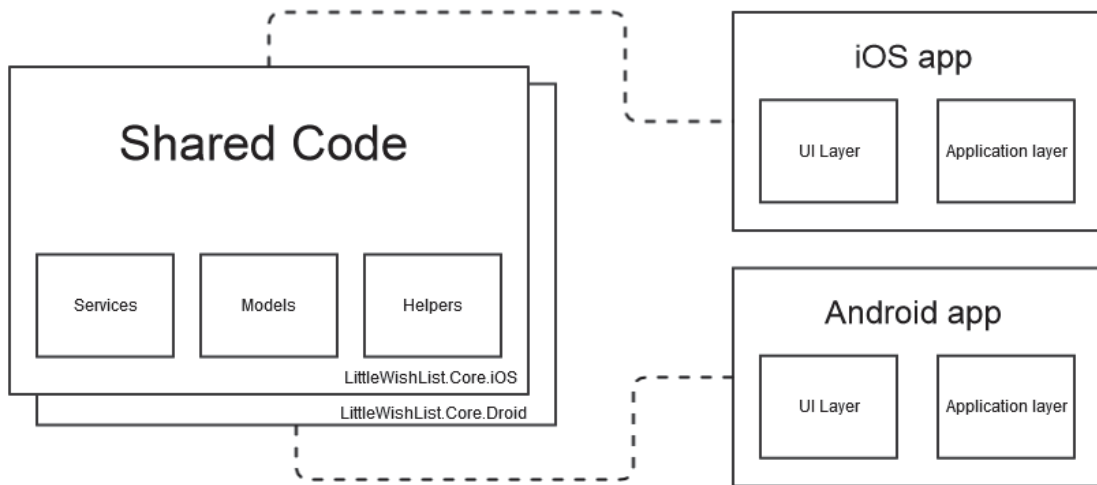 Shared Code
Services
Models
Helpers
LittleWishList.Core.iOS
LittleWishList.Core.Droid
iOS app
UI Layer
Application layer
Android app
UI Layer
Application layer